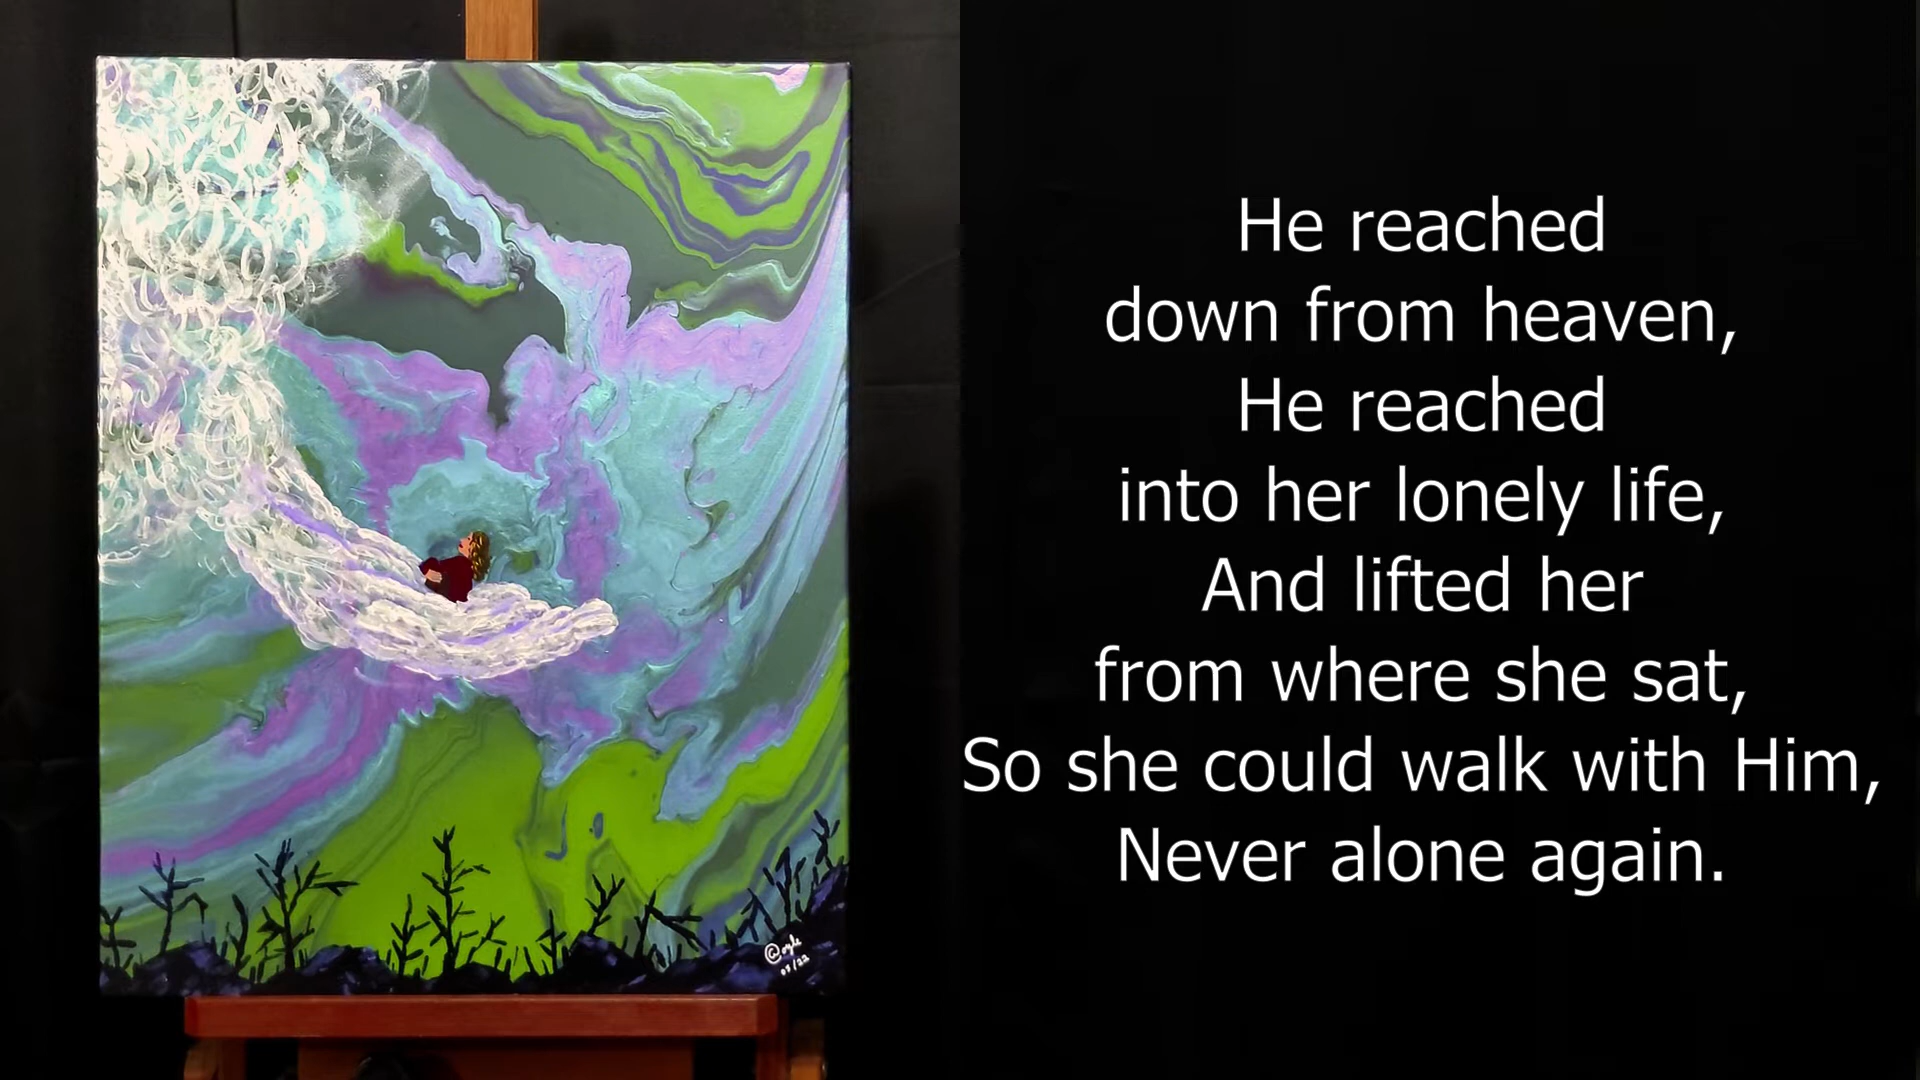 He reached
down from heaven,
He reached
into her lonely life,
And lifted her
from where she sat,
So she could walk with Him,
Never alone again.